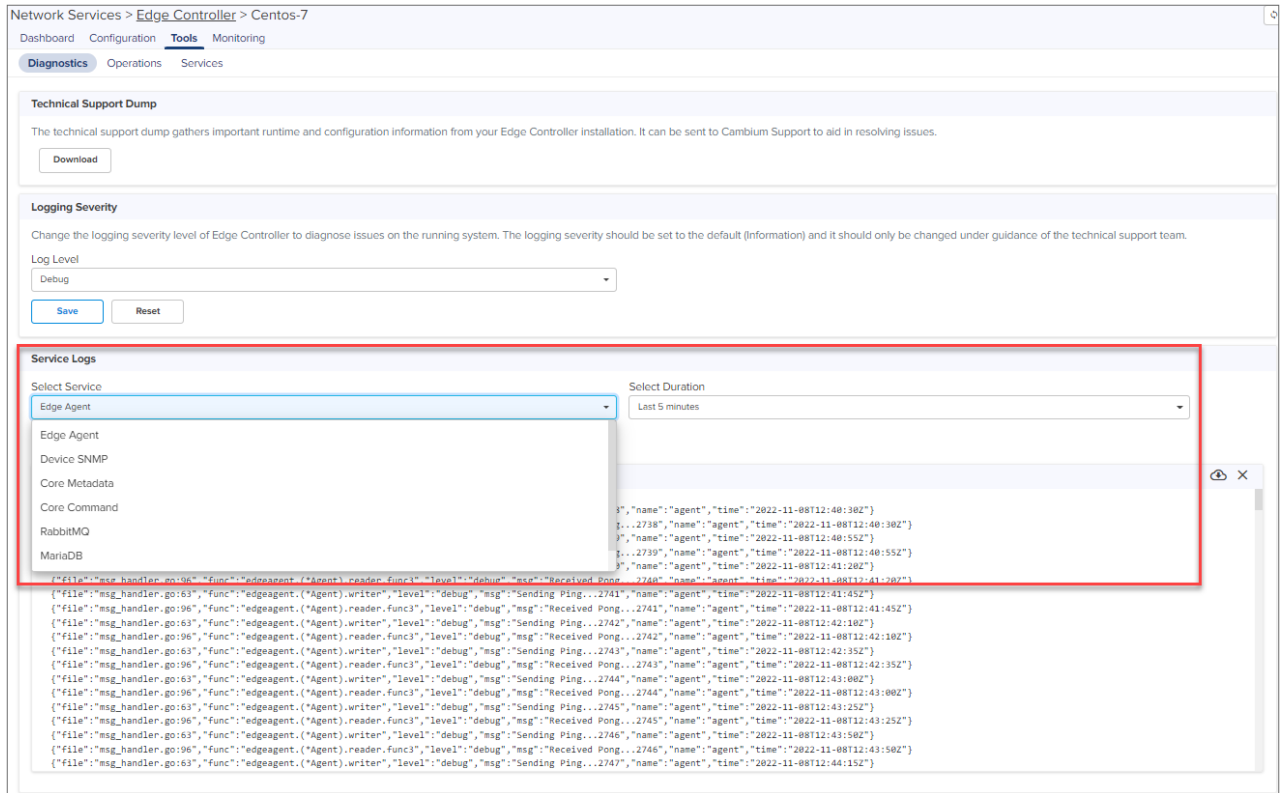 Network Services > Edge Controller > Centos-7
Dashboard Configuration Tools Monitoring
Diagnostics Operations Services
Technical Support Dump
The technical support dump gathers important runtime and configuration information from your Edge Controller installation. It can be sent to Cambium Support to aid in resolving issues.
Download
Logging Severity
Change the logging severity level of Edge Controller to diagnose issues on the running system. The logging severity should be set to the default (Information) and it should only be changed under guidance of the technical support team.
Log Level
Debug
Save Reset
Service Logs
Select Service Select Duration
Edge Agent Last 5 minutes
Edge Agent
Device SNMP
Core Metadata
Core Command
","name":"agent","time":"2022-11-08T12:40:30Z"}
...2738","name":"agent","time":"2022-11-08T12:40:30Z"}
RabbitMQ
","name":"agent","time":"2022-11-08T12:40:55Z"}
...2739","name":"agent","time":"2022-11-08T12:40:55Z"}
MariaDB
","name":"agent","time":"2022-11-08T12:41:20Z"}
{"file":"msg_handler.go:96","func":"edgeagent.(*Agent).reader.func3","level":"debug","msg":"Received Pong...2740","name":"agent","time":"2022-11-08T12:41:20Z"}
{"file":"msg_handler.go:63","func":"edgeagent.(*Agent).writer","level":"debug","msg":"Sending Ping...2741","name":"agent","time":"2022-11-08T12:41:45Z"}
{"file":"msg_handler.go:96","func":"edgeagent.(*Agent).reader.func3","level":"debug","msg":"Received Pong...2741","name":"agent","time":"2022-11-08T12:41:45Z"}
{"file":"msg_handler.go:63","func":"edgeagent.(*Agent).writer","level":"debug","msg":"Sending Ping...2742","name":"agent","time":"2022-11-08T12:42:10Z"}
{"file":"msg_handler.go:96","func":"edgeagent.(*Agent).reader.func3","level":"debug","msg":"Received Pong...2742","name":"agent","time":"2022-11-08T12:42:10Z"}
{"file":"msg_handler.go:63","func":"edgeagent.(*Agent).writer","level":"debug","msg":"Sending Ping...2743","name":"agent","time":"2022-11-08T12:42:35Z"}
{"file":"msg_handler.go:96","func":"edgeagent.(*Agent).reader.func3","level":"debug","msg":"Received Pong...2743","name":"agent","time":"2022-11-08T12:42:35Z"}
{"file":"msg_handler.go:63","func":"edgeagent.(*Agent).writer","level":"debug","msg":"Sending Ping...2744","name":"agent","time":"2022-11-08T12:43:00Z"}
{"file":"msg_handler.go:96","func":"edgeagent.(*Agent).reader.func3","level":"debug","msg":"Received Pong...2744","name":"agent","time":"2022-11-08T12:43:00Z"}
{"file":"msg_handler.go:63","func":"edgeagent.(*Agent).writer","level":"debug","msg":"Sending Ping...2745","name":"agent","time":"2022-11-08T12:43:25Z"}
{"file":"msg_handler.go:96","func":"edgeagent.(*Agent).reader.func3","level":"debug","msg":"Received Pong...2745","name":"agent","time":"2022-11-08T12:43:25Z"}
{"file":"msg_handler.go:63","func":"edgeagent.(*Agent).writer","level":"debug","msg":"Sending Ping...2746","name":"agent","time":"2022-11-08T12:43:50Z"}
{"file":"msg_handler.go:96","func":"edgeagent.(*Agent).reader.func3","level":"debug","msg":"Received Pong...2746","name":"agent","time":"2022-11-08T12:43:50Z"}
{"file":"msg_handler.go:63","func":"edgeagent.(*Agent).writer","level":"debug","msg":"Sending Ping...2747","name":"agent","time":"2022-11-08T12:44:15Z"}